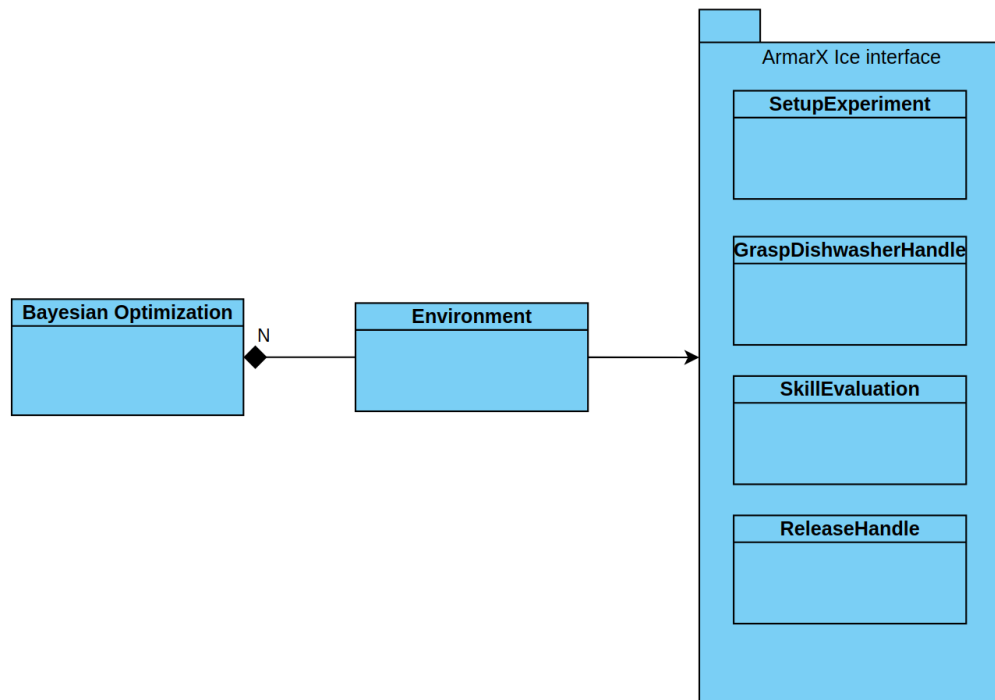 ArmarX Ice interface
SetupExperiment
GraspDishwasherHandle
Bayesian Optimization
N
Environment
SkillEvaluation
ReleaseHandle